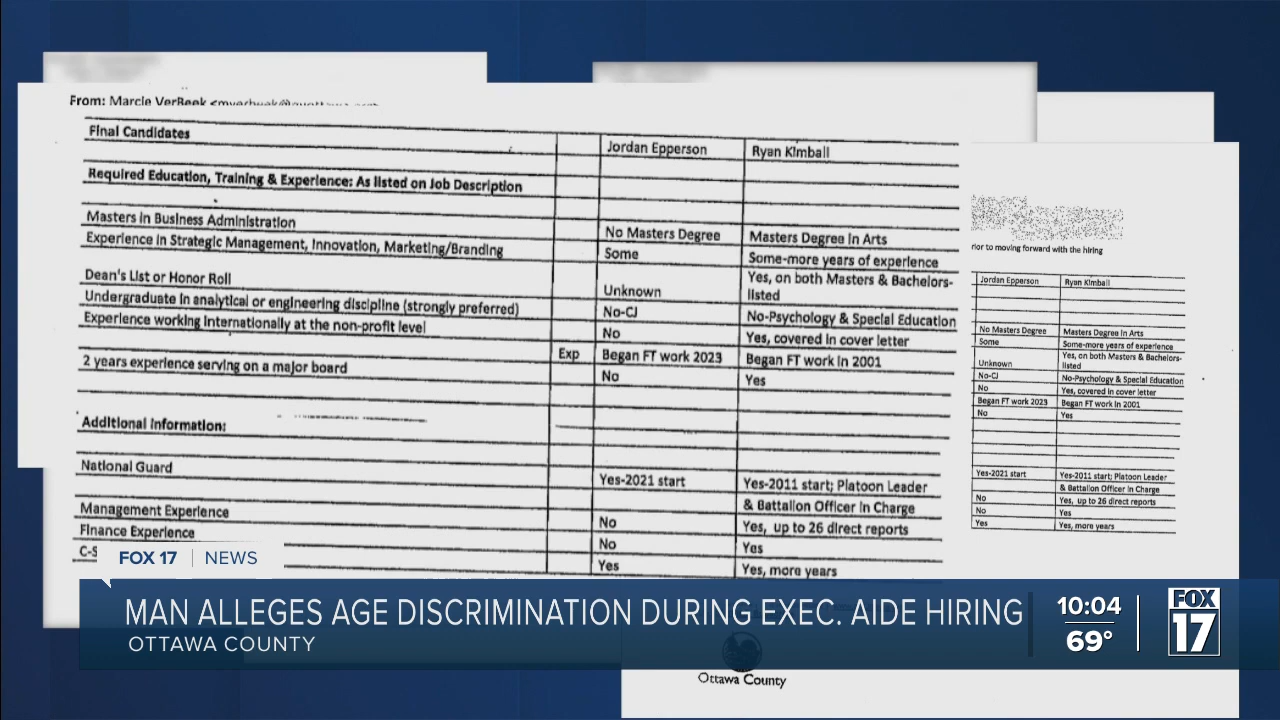 From: Marcie VerBeek
Final Candidates
Jordan Epperson Ryan Kimball
Required Education, Training & Experience: As listed on Job Description
Masters in Business Administration No Masters Degree Masters Degree in Arts
Experience in Strategic Management, Innovation, Marketing/Branding Some Some-more years of experience
Dean's List or Honor Roll Unknown Yes, on both Masters & Bachelors-
listed
Undergraduate in analytical or engineering discipline (strongly preferred) No-CJ No-Psychology & Special Education
Experience working internationally at the non-profit level No Yes, covered in cover letter
Exp Began FT work 2023 Began FT work in 2001
2 years experience serving on a major board No Yes
Additional Information:
National Guard Yes-2021 start Yes-2011 start; Platoon Leader
& Battalion Officer in Charge
Management Experience No Yes, up to 26 direct reports
Finance Experience No Yes
C-S Yes Yes, more years
rior to moving forward with the hiring
Jordan Epperson Ryan Kimball
No Masters Degree Masters Degree in Arts
Some Some-more years of experience
Unknown Yes, on both Masters & Bachelors-
listed
No-CJ No-Psychology & Special Education
No Yes, covered in cover letter
Began FT work 2023 Began FT work in 2001
No Yes
Yes-2021 start Yes-2011 start; Platoon Leader
& Battalion Officer in Charge
No Yes, up to 26 direct reports
No Yes
Yes Yes, more years
FOX 17 NEWS
MAN ALLEGES AGE DISCRIMINATION DURING EXEC. AIDE HIRING
OTTAWA COUNTY
10:04
69°
FOX
17
Ottawa County